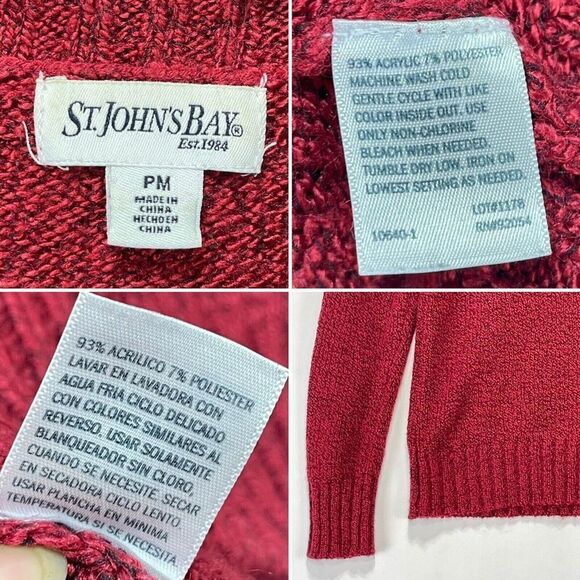 ST. JOHN'S BAY®
Est. 1984
PM
MADE IN
CHINA
HECHO EN
CHINA
93% ACRYLIC 7% POLYESTER
MACHINE WASH COLD
GENTLE CYCLE WITH LIKE
COLOR INSIDE OUT. USE
ONLY NON-CHLORINE
BLEACH WHEN NEEDED.
TUMBLE DRY LOW. IRON ON
LOWEST SETTING AS NEEDED.
LOT#1178
10640-1 RN#92054
93% ACRILICO 7% POLIESTER
LAVAR EN LAVADORA CON
AGUA FRIA CICLO DELICADO
CON COLORES SIMILARES AL
REVERSO. USAR SOLAMENTE
BLANQUEADOR SIN CLORO,
CUANDO SE NECESITE. SECAR
EN SECADORA CICLO LENTO
USAR PLANCHA EN MINIMA
TEMPERATURA SI SE NECESITA